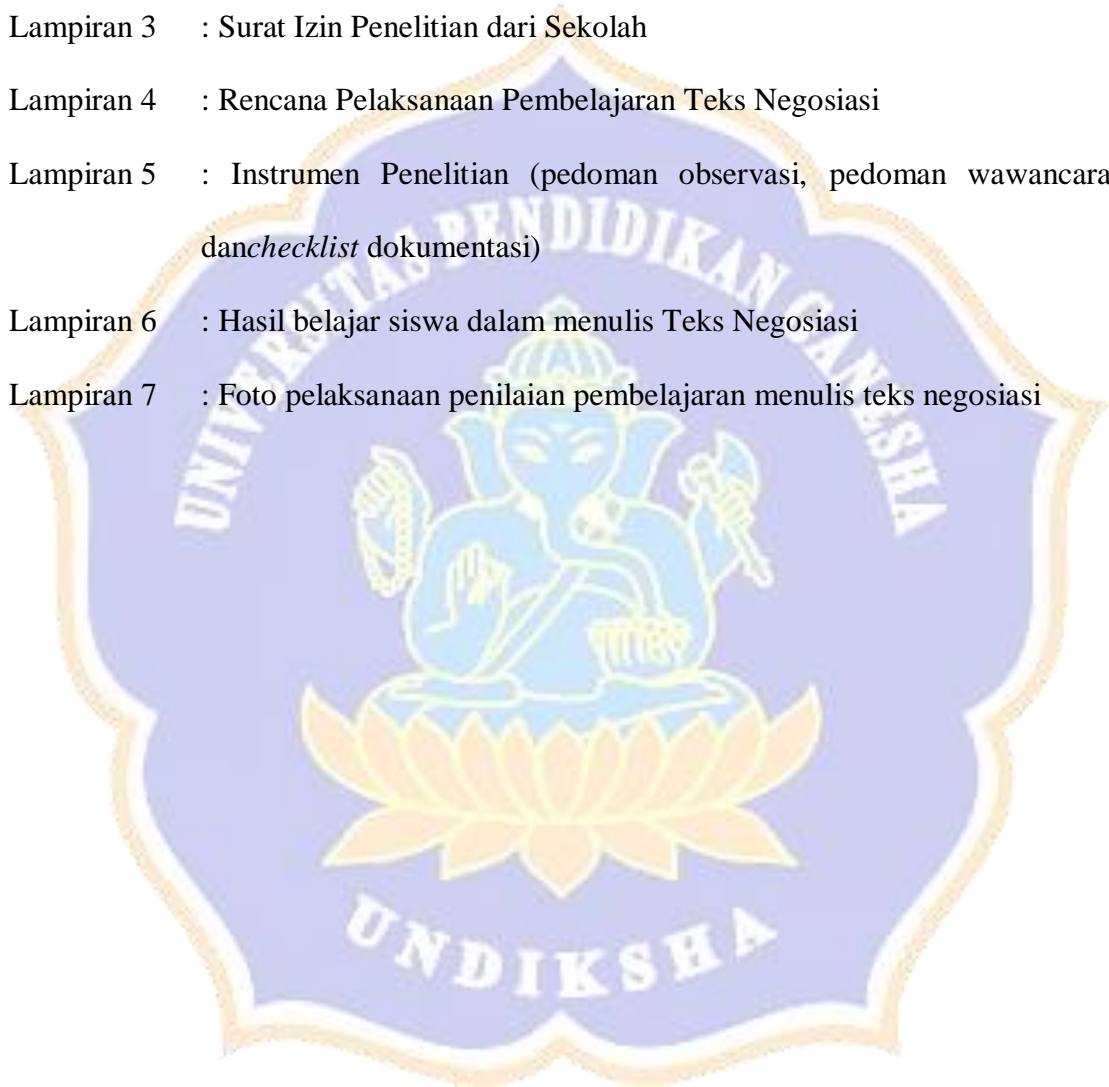 Lampiran 3 : Surat Izin Penelitian dari Sekolah
Lampiran 4 : Rencana Pelaksanaan Pembelajaran Teks Negosiasi
Lampiran 5 : Instrumen Penelitian (pedoman observasi, pedoman wawancara
danchecklist dokumentasi)
Lampiran 6 : Hasil belajar siswa dalam menulis Teks Negosiasi
Lampiran 7 : Foto pelaksanaan penilaian pembelajaran menulis teks negosiasi
UNIVERSITAS PENDIDIKAN GANESHA
UNDIKSHA